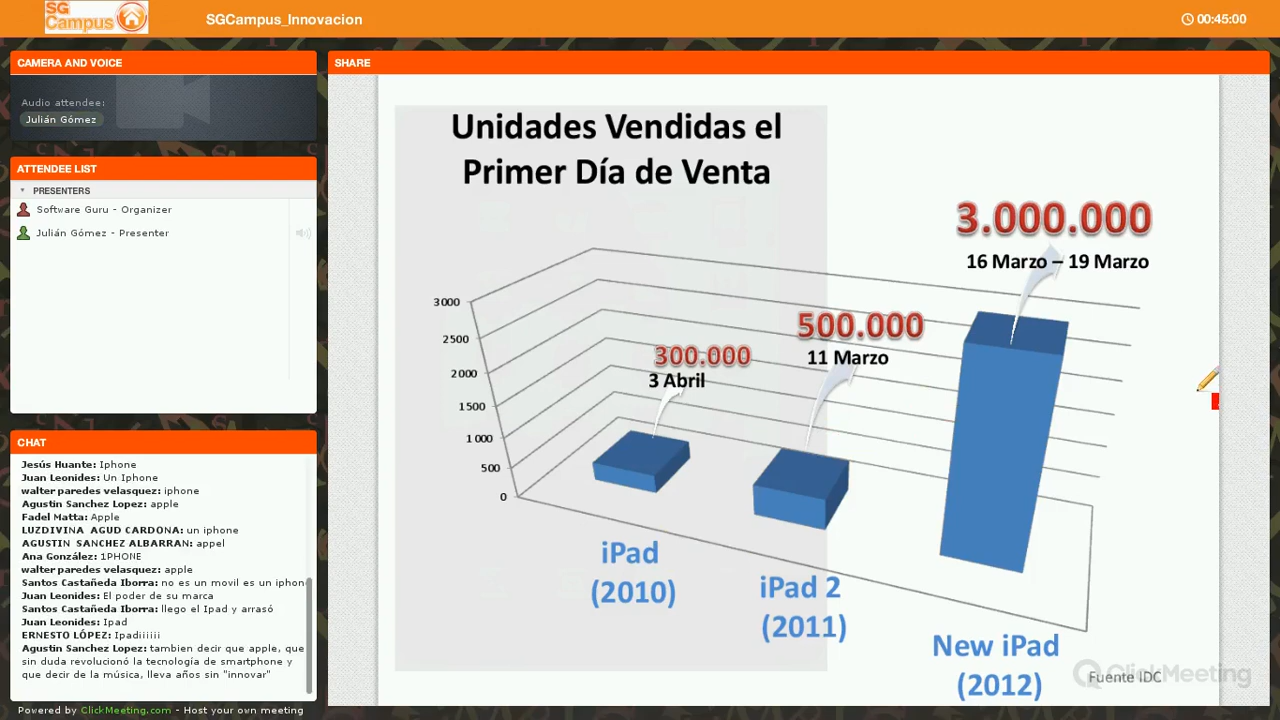 SG
Campus
SGCampus_Innovacion
00:45:00
CAMERA AND VOICE
Audio attendee:
Julián Gómez
ATTENDEE LIST
PRESENTERS
Software Guru - Organizer
Julián Gómez - Presenter
CHAT
Jesús Huante: Iphone
Juan Leonides: Un Iphone
walter paredes velasquez: iphone
Agustin Sanchez Lopez: apple
Fadel Matta: Apple
LUZDIVINA AGUD CARDONA: un iphone
AGUSTIN SANCHEZ ALBARRAN: appel
Ana González: 1PHONE
walter paredes velasquez: apple
Santos Castañeda Iborra: no es un movil es un iphon
Juan Leonides: El poder de su marca
Santos Castañeda Iborra: llego el Ipad y arrasó
Juan Leonides: Ipad
ERNESTO LÓPEZ: Ipadiiiiii
Agustin Sanchez Lopez: tambien decir que apple, que
sin duda revolucionó la tecnología de smartphone y
que decir de la música, lleva años sin "innovar"
Powered by ClickMeeting.com - Host your own meeting
SHARE
Unidades Vendidas el
Primer Día de Venta
3.000.000
16 Marzo – 19 Marzo
500.000
11 Marzo
300.000
3 Abril
3000
2500
2000
1500
1000
500
0
iPad
(2010)
iPad 2
(2011)
New iPad
(2012)
Fuente IDC
ClickMeeting